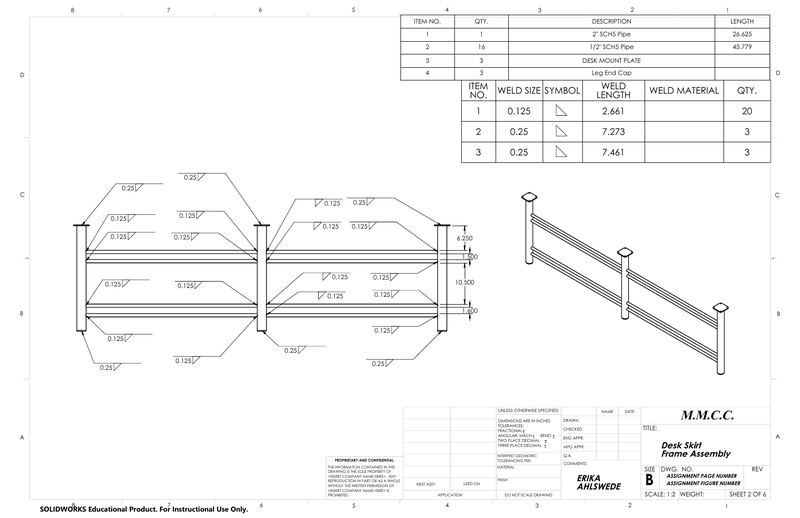 8 7 6 5 4 3 2 1
ITEM NO. QTY. DESCRIPTION LENGTH
1 1 2" SCH5 Pipe 26.625
2 16 1/2" SCH5 Pipe 43.779
3 3 DESK MOUNT PLATE
4 3 Leg End Cap
D D
ITEM NO. WELD SIZE SYMBOL WELD LENGTH WELD MATERIAL QTY.
1 0.125 2.661 20
2 0.25 7.273 3
3 0.25 7.461 3
C C
0.25 0.25
0.125 0.125 0.125 0.25
0.125 0.125 0.125 0.125
6.250
1.500
0.125 0.125 0.125 0.125
10.500
0.125 0.125
1.600
B B
0.125 0.125 0.125
0.25 0.25 0.25
A A
UNLESS OTHERWISE SPECIFIED:
DIMENSIONS ARE IN INCHES
TOLERANCES:
FRACTIONAL ±
ANGULAR: MACH ± BEND ±
TWO PLACE DECIMAL ±
THREE PLACE DECIMAL ±
INTERPRET GEOMETRIC
TOLERANCING PER:
MATERIAL
FINISH
DO NOT SCALE DRAWING
NAME DATE
DRAWN
CHECKED
ENG APPR.
MFG APPR.
Q.A.
COMMENTS:
ERIKA
AHLSWEDE
M.M.C.C.
TITLE:
Desk Skirt
Frame Assembly
SIZE DWG. NO. REV
B ASSIGNMENT PAGE NUMBER
ASSIGNMENT FIGURE NUMBER
SCALE: 1:2 WEIGHT: SHEET 2 OF 6
PROPRIETARY AND CONFIDENTIAL
THE INFORMATION CONTAINED IN THIS
DRAWING IS THE SOLE PROPERTY OF
<INSERT COMPANY NAME HERE>. ANY
REPRODUCTION IN PART OR AS A WHOLE
WITHOUT THE WRITTEN PERMISSION OF
<INSERT COMPANY NAME HERE> IS
PROHIBITED.
NEXT ASSY USED ON
APPLICATION
8 7 6 5 4 3 2 1
SOLIDWORKS Educational Product. For Instructional Use Only.